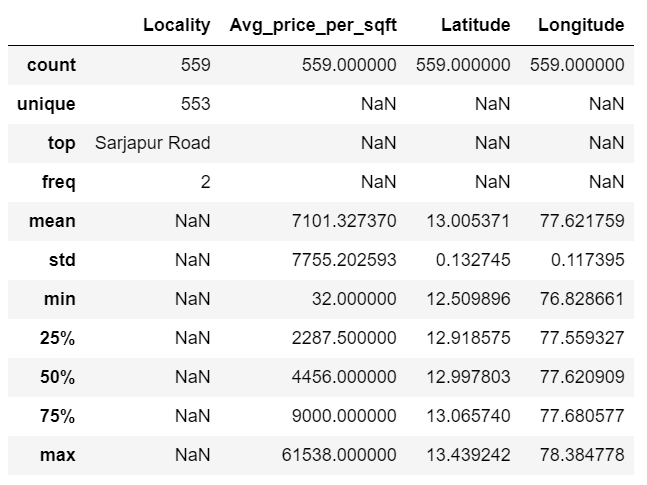 Locality Avg_price_per_sqft Latitude Longitude
count 559 559.000000 559.000000 559.000000
unique 553 NaN NaN NaN
top Sarjapur Road NaN NaN NaN
freq 2 NaN NaN NaN
mean NaN 7101.327370 13.005371 77.621759
std NaN 7755.202593 0.132745 0.117395
min NaN 32.000000 12.509896 76.828661
25% NaN 2287.500000 12.918575 77.559327
50% NaN 4456.000000 12.997803 77.620909
75% NaN 9000.000000 13.065740 77.680577
max NaN 61538.000000 13.439242 78.384778